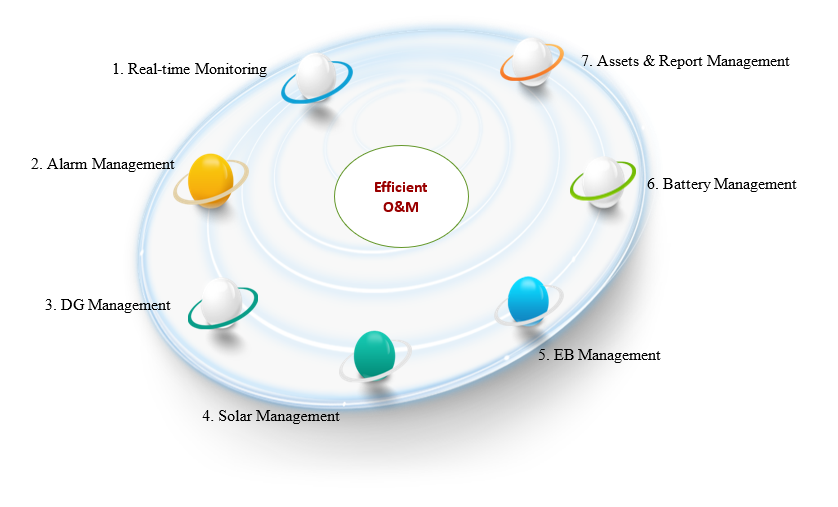 1. Real-time Monitoring
2. Alarm Management
3. DG Management
4. Solar Management
5. EB Management
6. Battery Management
7. Assets & Report Management
Efficient
O&M